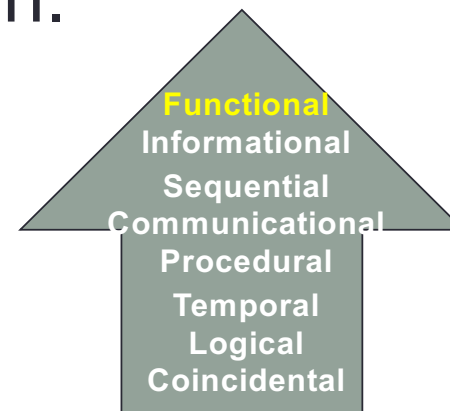 Functional
Informational
Sequential
Communicational
Procedural
Temporal
Logical
Coincidental